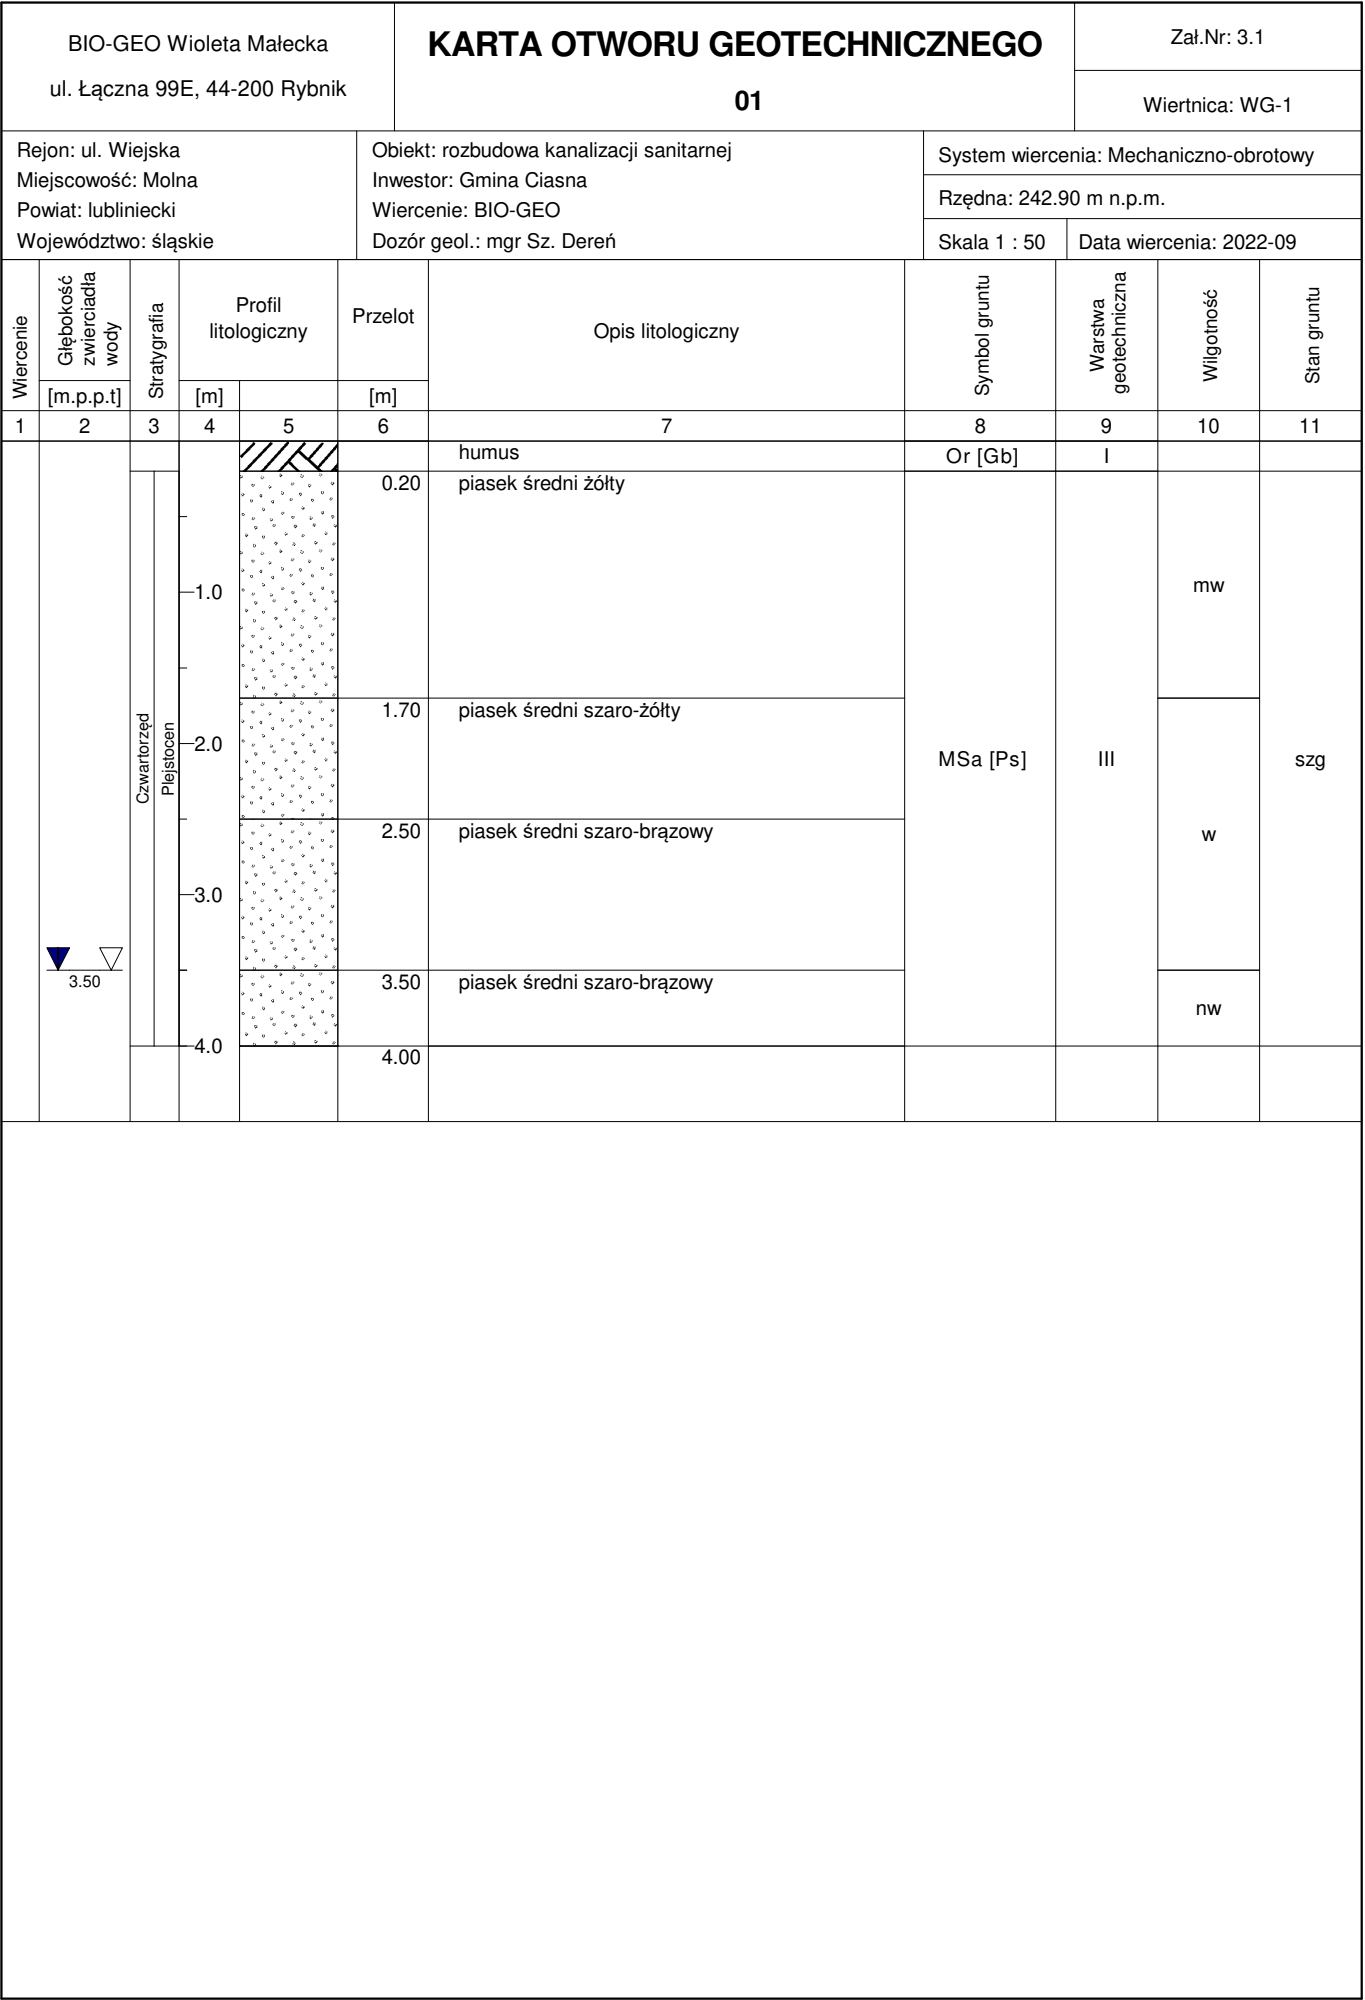 BIO-GEO Wioleta Małecka
ul. Łączna 99E, 44-200 Rybnik
KARTA OTWORU GEOTECHNICZNEGO
01
Zał.Nr: 3.1
Wiertnica: WG-1
Rejon: ul. Wiejska
Miejscowość: Molna
Powiat: lubliniecki
Województwo: śląskie
Obiekt: rozbudowa kanalizacji sanitarnej
Inwestor: Gmina Ciasna
Wiercenie: BIO-GEO
Dozór geol.: mgr Sz. Dereń
System wiercenia: Mechaniczno-obrotowy
Rzędna: 242.90 m n.p.m.
Skala 1 : 50
Data wiercenia: 2022-09
Wiercenie
Głębokość
zwierciadła
wody
[m.p.p.t]
Stratygrafia
Profil
litologiczny
[m]
Przelot
[m]
Opis litologiczny
Symbol gruntu
Warstwa
geotechniczna
Wilgotność
Stan gruntu
1 2 3 4 5 6 7 8 9 10 11
humus
Or [Gb]
I
0.20 piasek średni żółty
1.0
mw
1.70 piasek średni szaro-żółty
Czwartorzęd
Plejstocen
2.0
MSa [Ps]
III
szg
2.50 piasek średni szaro-brązowy
w
3.0
3.50
3.50 piasek średni szaro-brązowy
nw
4.0
4.00